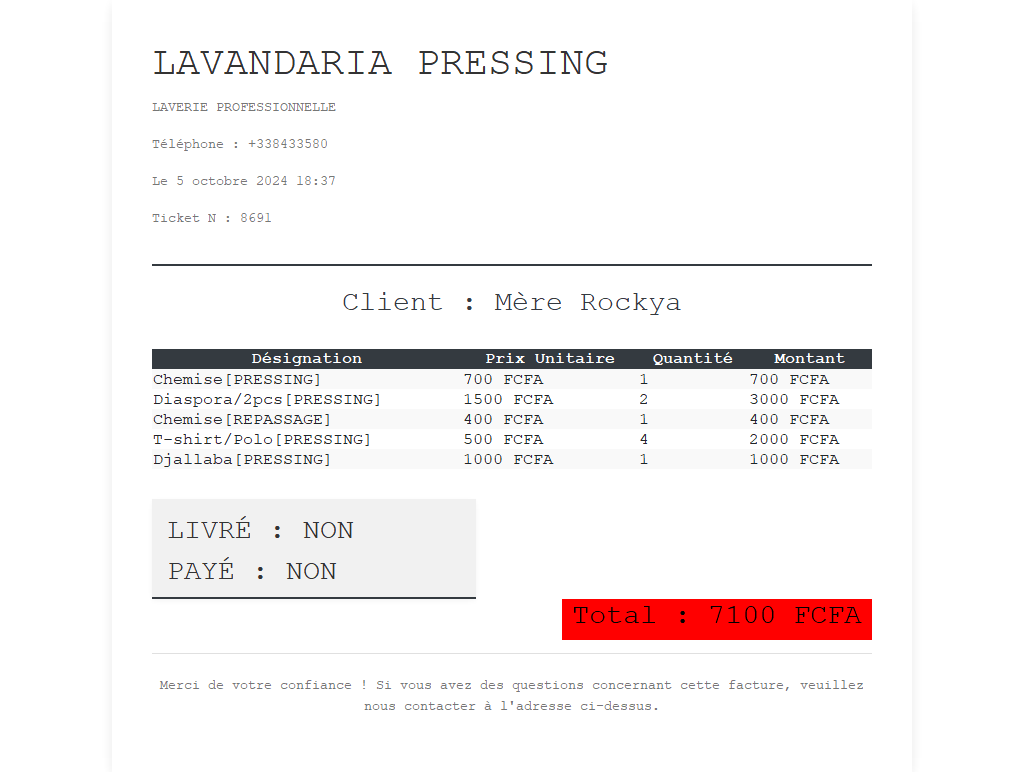 LAVANDARIA PRESSING
LAVERIE PROFESSIONNELLE
Téléphone : +338433580
Le 5 octobre 2024 18:37
Ticket N : 8691
Client : Mère Rockya
Désignation Prix Unitaire Quantité Montant
Chemise[PRESSING] 700 FCFA 1 700 FCFA
Diaspora/2pcs[PRESSING] 1500 FCFA 2 3000 FCFA
Chemise[REPASSAGE] 400 FCFA 1 400 FCFA
T-shirt/Polo[PRESSING] 500 FCFA 4 2000 FCFA
Djallaba[PRESSING] 1000 FCFA 1 1000 FCFA
LIVRÉ : NON
PAYÉ : NON
Total : 7100 FCFA
Merci de votre confiance ! Si vous avez des questions concernant cette facture, veuillez
nous contacter à l'adresse ci-dessus.